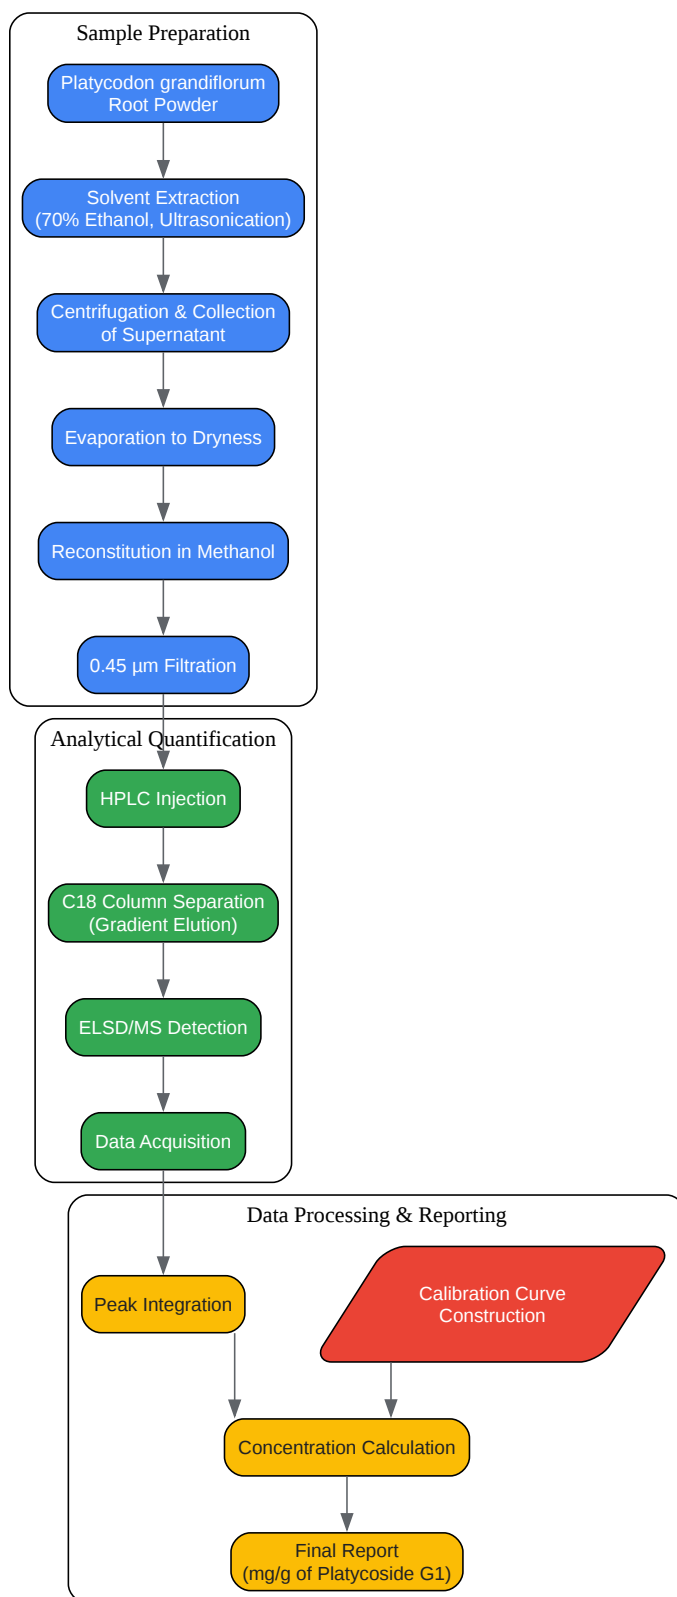 Sample Preparation
Platycodon grandiflorum
Root Powder
Solvent Extraction
(70% Ethanol, Ultrasonication)
Centrifugation & Collection
of Supernatant
Evaporation to Dryness
Reconstitution in Methanol
0.45 µm Filtration
Analytical Quantification
HPLC Injection
C18 Column Separation
(Gradient Elution)
ELSD/MS Detection
Data Acquisition
Data Processing & Reporting
Peak Integration
Calibration Curve
Construction
Concentration Calculation
Final Report
(mg/g of Platycoside G1)